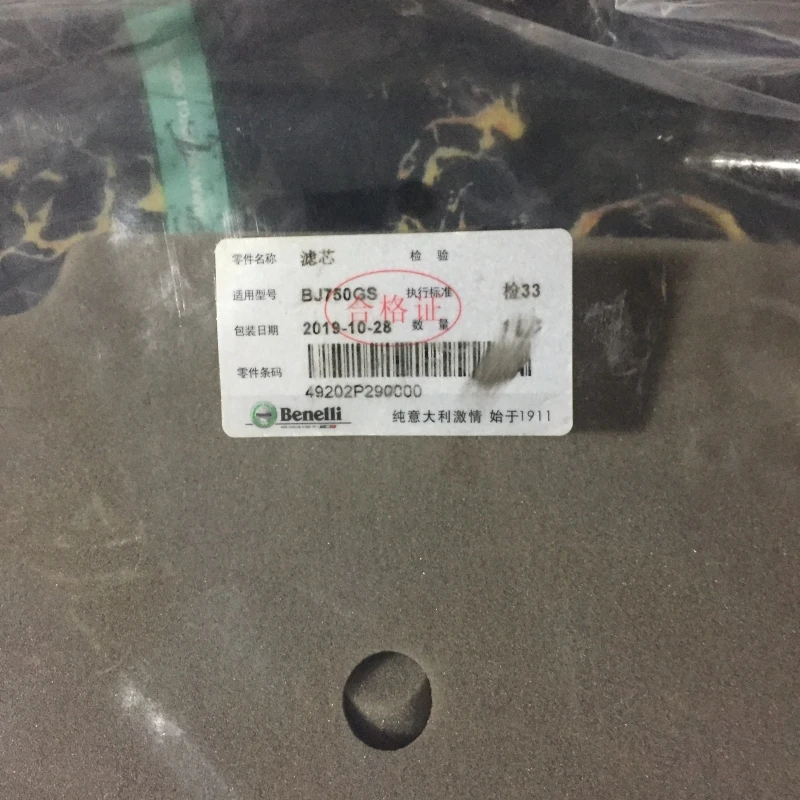 零件名称 滤芯 检 验
适用型号 BJ750GS 执行标准 检33
合格证
包装日期 2019-10-28 数 量
零件条码
49202P290000
Benelli 纯意大利激情 始于1911